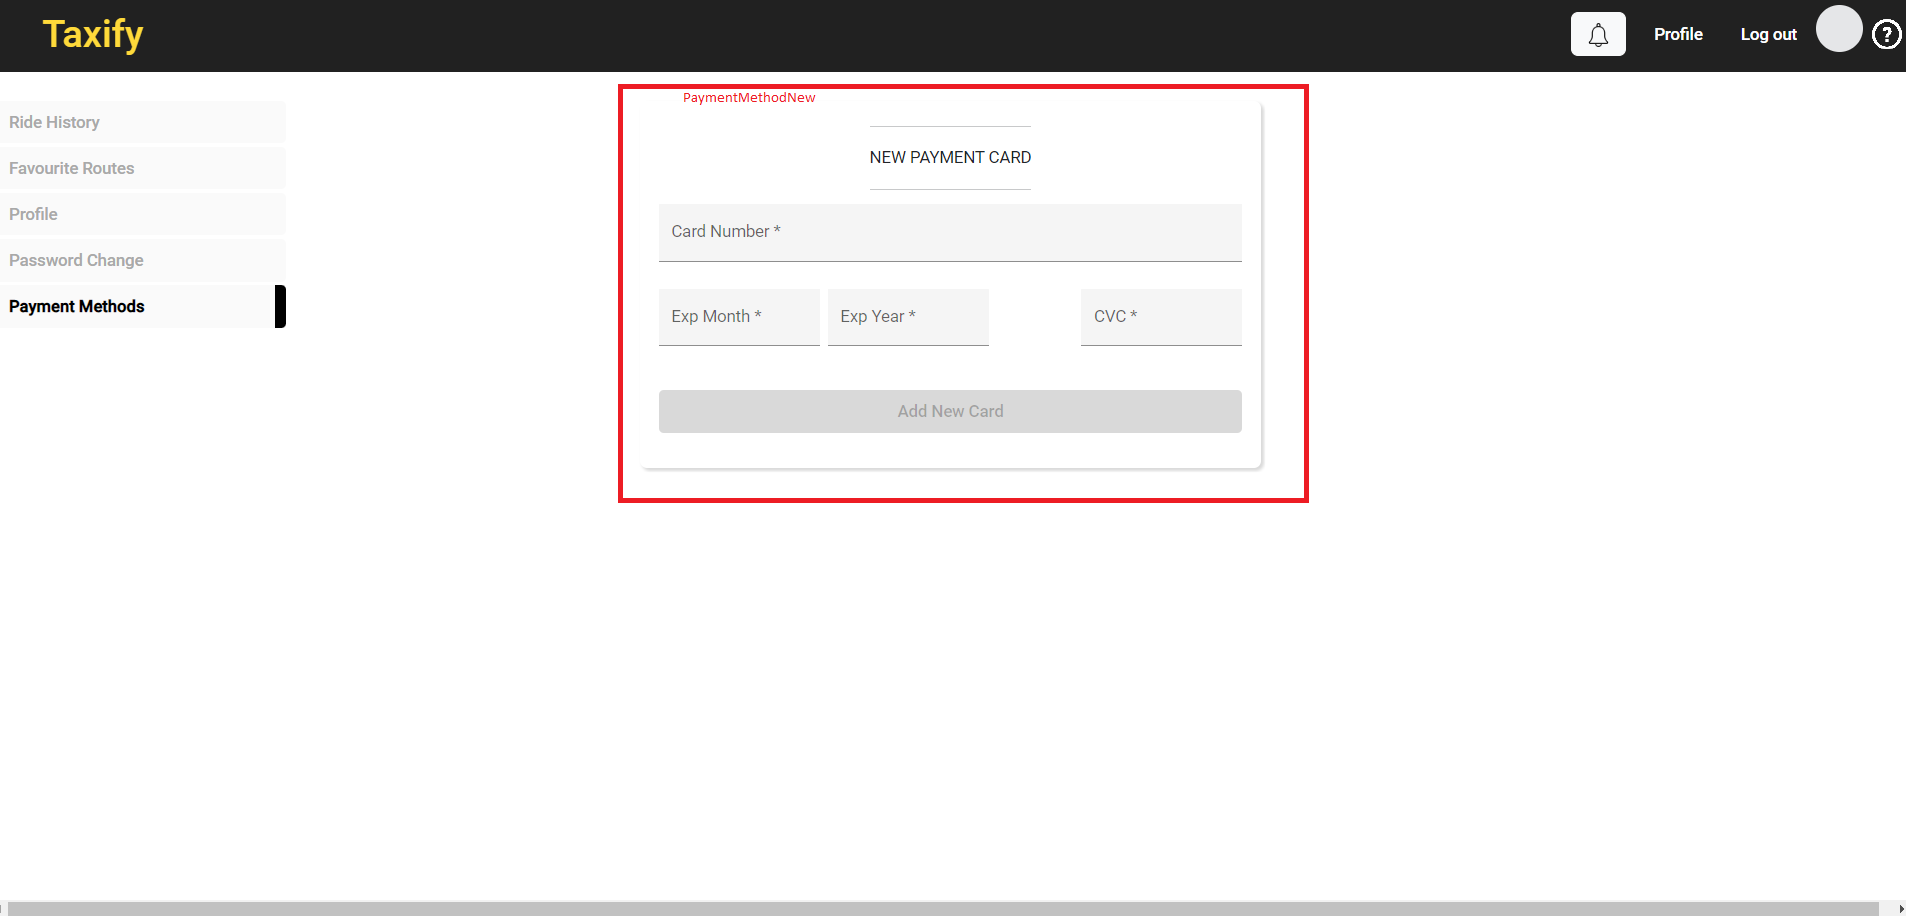 Taxify
Profile
Log out
?
Ride History
Favourite Routes
Profile
Password Change
Payment Methods
PaymentMethodNew
NEW PAYMENT CARD
Card Number *
Exp Month *
Exp Year *
CVC *
Add New Card